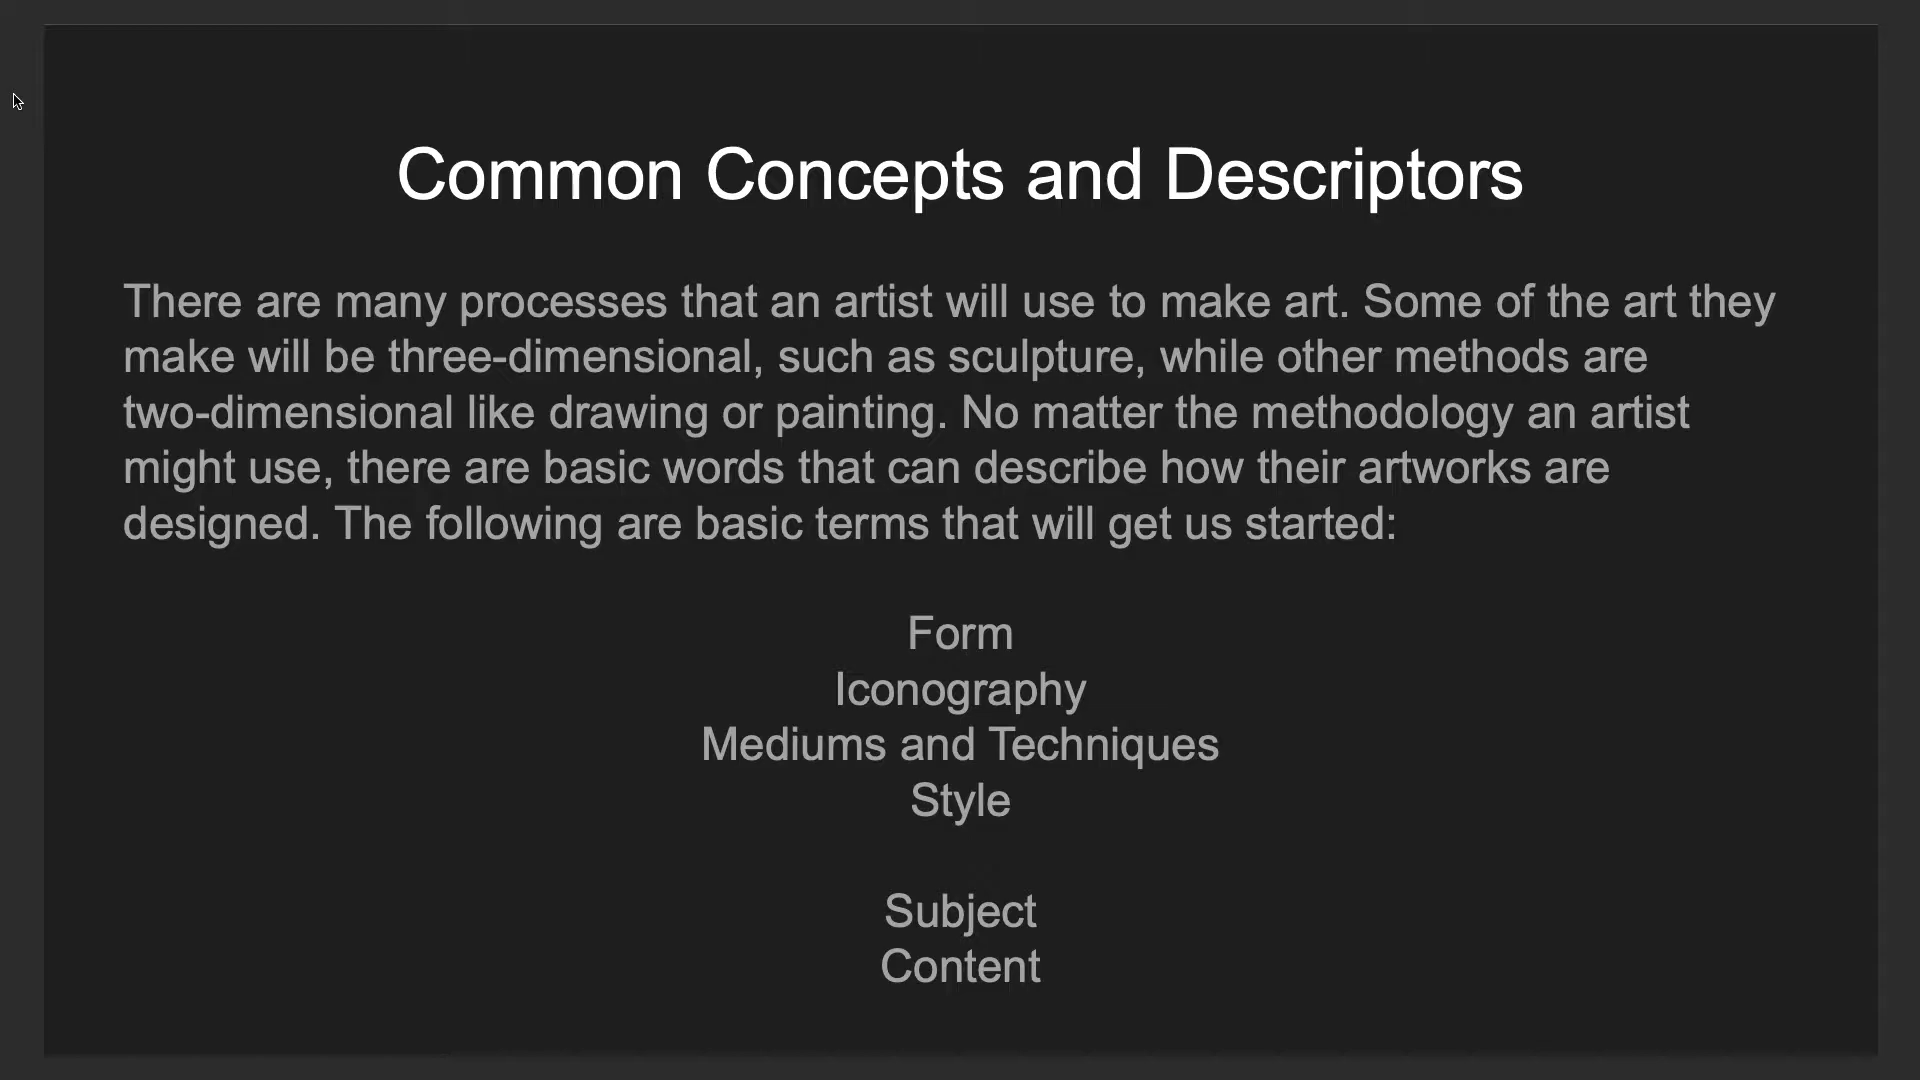 Common Concepts and Descriptors
There are many processes that an artist will use to make art. Some of the art they
make will be three-dimensional, such as sculpture, while other methods are
two-dimensional like drawing or painting. No matter the methodology an artist
might use, there are basic words that can describe how their artworks are
designed. The following are basic terms that will get us started:
Form
Iconography
Mediums and Techniques
Style
Subject
Content